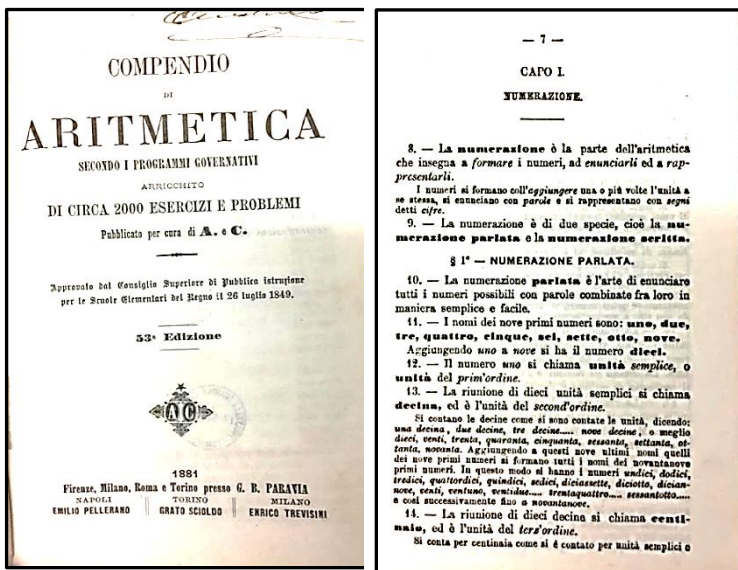 COMPENDIO
DI
ARITMETICA
SECONDO I PROGRAMMI GOVERNATIVI
ARRICCHITO
DI CIRCA 2000 ESERCIZI E PROBLEMI
Pubblicato per cura di A. e C.
Approvato dal Consiglio Superiore di Pubblica istruzione
per le Scuole Elementari del Regno il 26 luglio 1849.
53ª Edizione
AC
1881
Firenze, Milano, Roma e Torino presso G. B. PARAVIA
NAPOLI TORINO MILANO
EMILIO PELLERANO GRATO SCIOLDO ENRICO TREVISINI
— 7 —
CAPO I.
NUMERAZIONE.
8. — La numerazione è la parte dell'aritmetica
che insegna a formare i numeri, ad enunciarli ed a rap-
presentarli.
I numeri si formano coll'aggiungere una o più volte l'unità a
se stessa, si enunciano con parole e si rappresentano con segni
detti cifre.
9. — La numerazione è di due specie, cioè la nu-
merazione parlata e la numerazione scritta.
§ 1° — NUMERAZIONE PARLATA.
10. — La numerazione parlata è l'arte di enunciare
tutti i numeri possibili con parole combinate fra loro in
maniera semplice e facile.
11. — I nomi dei nove primi numeri sono: uno, due,
tre, quattro, cinque, sei, sette, otto, nove.
Aggiungendo uno a nove si ha il numero dieci.
12. — Il numero uno si chiama unità semplice, o
unità del prim'ordine.
13. — La riunione di dieci unità semplici si chiama
decina, ed è l'unità del second'ordine.
Si contano le decine come si sono contate le unità, dicendo:
una decina, due decine, tre decine..... nove decine, o meglio
dieci, venti, trenta, quaranta, cinquanta, sessanta, settanta, ot-
tanta, novanta. Aggiungendo a questi nove ultimi nomi quelli
dei nove primi numeri si formano tutti i nomi dei novantanove
primi numeri. In questo modo si hanno i numeri undici, dodici,
tredici, quattordici, quindici, sedici, diciassette, diciotto, dician-
nove, venti, ventuno, ventidue..... trentaquattro..... sessantotto.....
e così successivamente fino a novantanove.
14. — La riunione di dieci decine si chiama centi-
naio, ed è l'unità del terz'ordine.
Si conta per centinaia come si è contato per unità semplici o